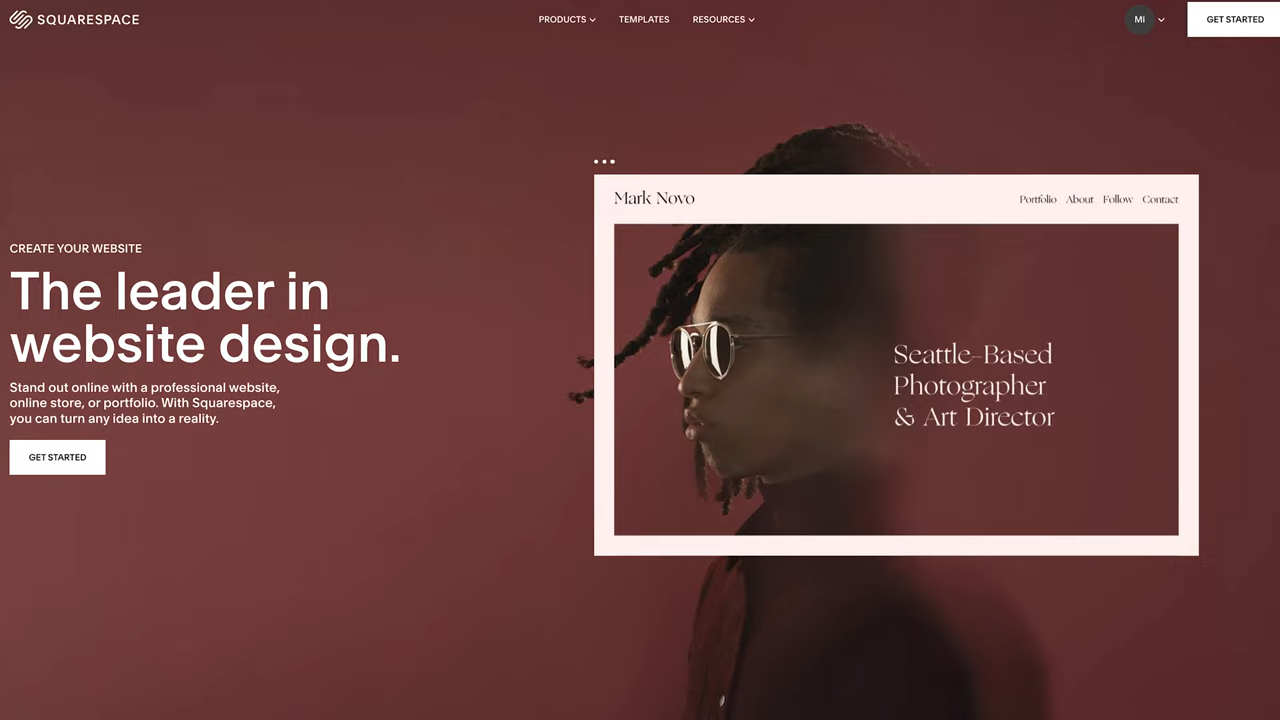 SQUARESPACE
PRODUCTS
TEMPLATES
RESOURCES
MI
GET STARTED
CREATE YOUR WEBSITE
The leader in
website design.
Stand out online with a professional website,
online store, or portfolio. With Squarespace,
you can turn any idea into a reality.
GET STARTED
Mark Novo
Portfolio About Follow Contact
Seattle-Based
Photographer
& Art Director